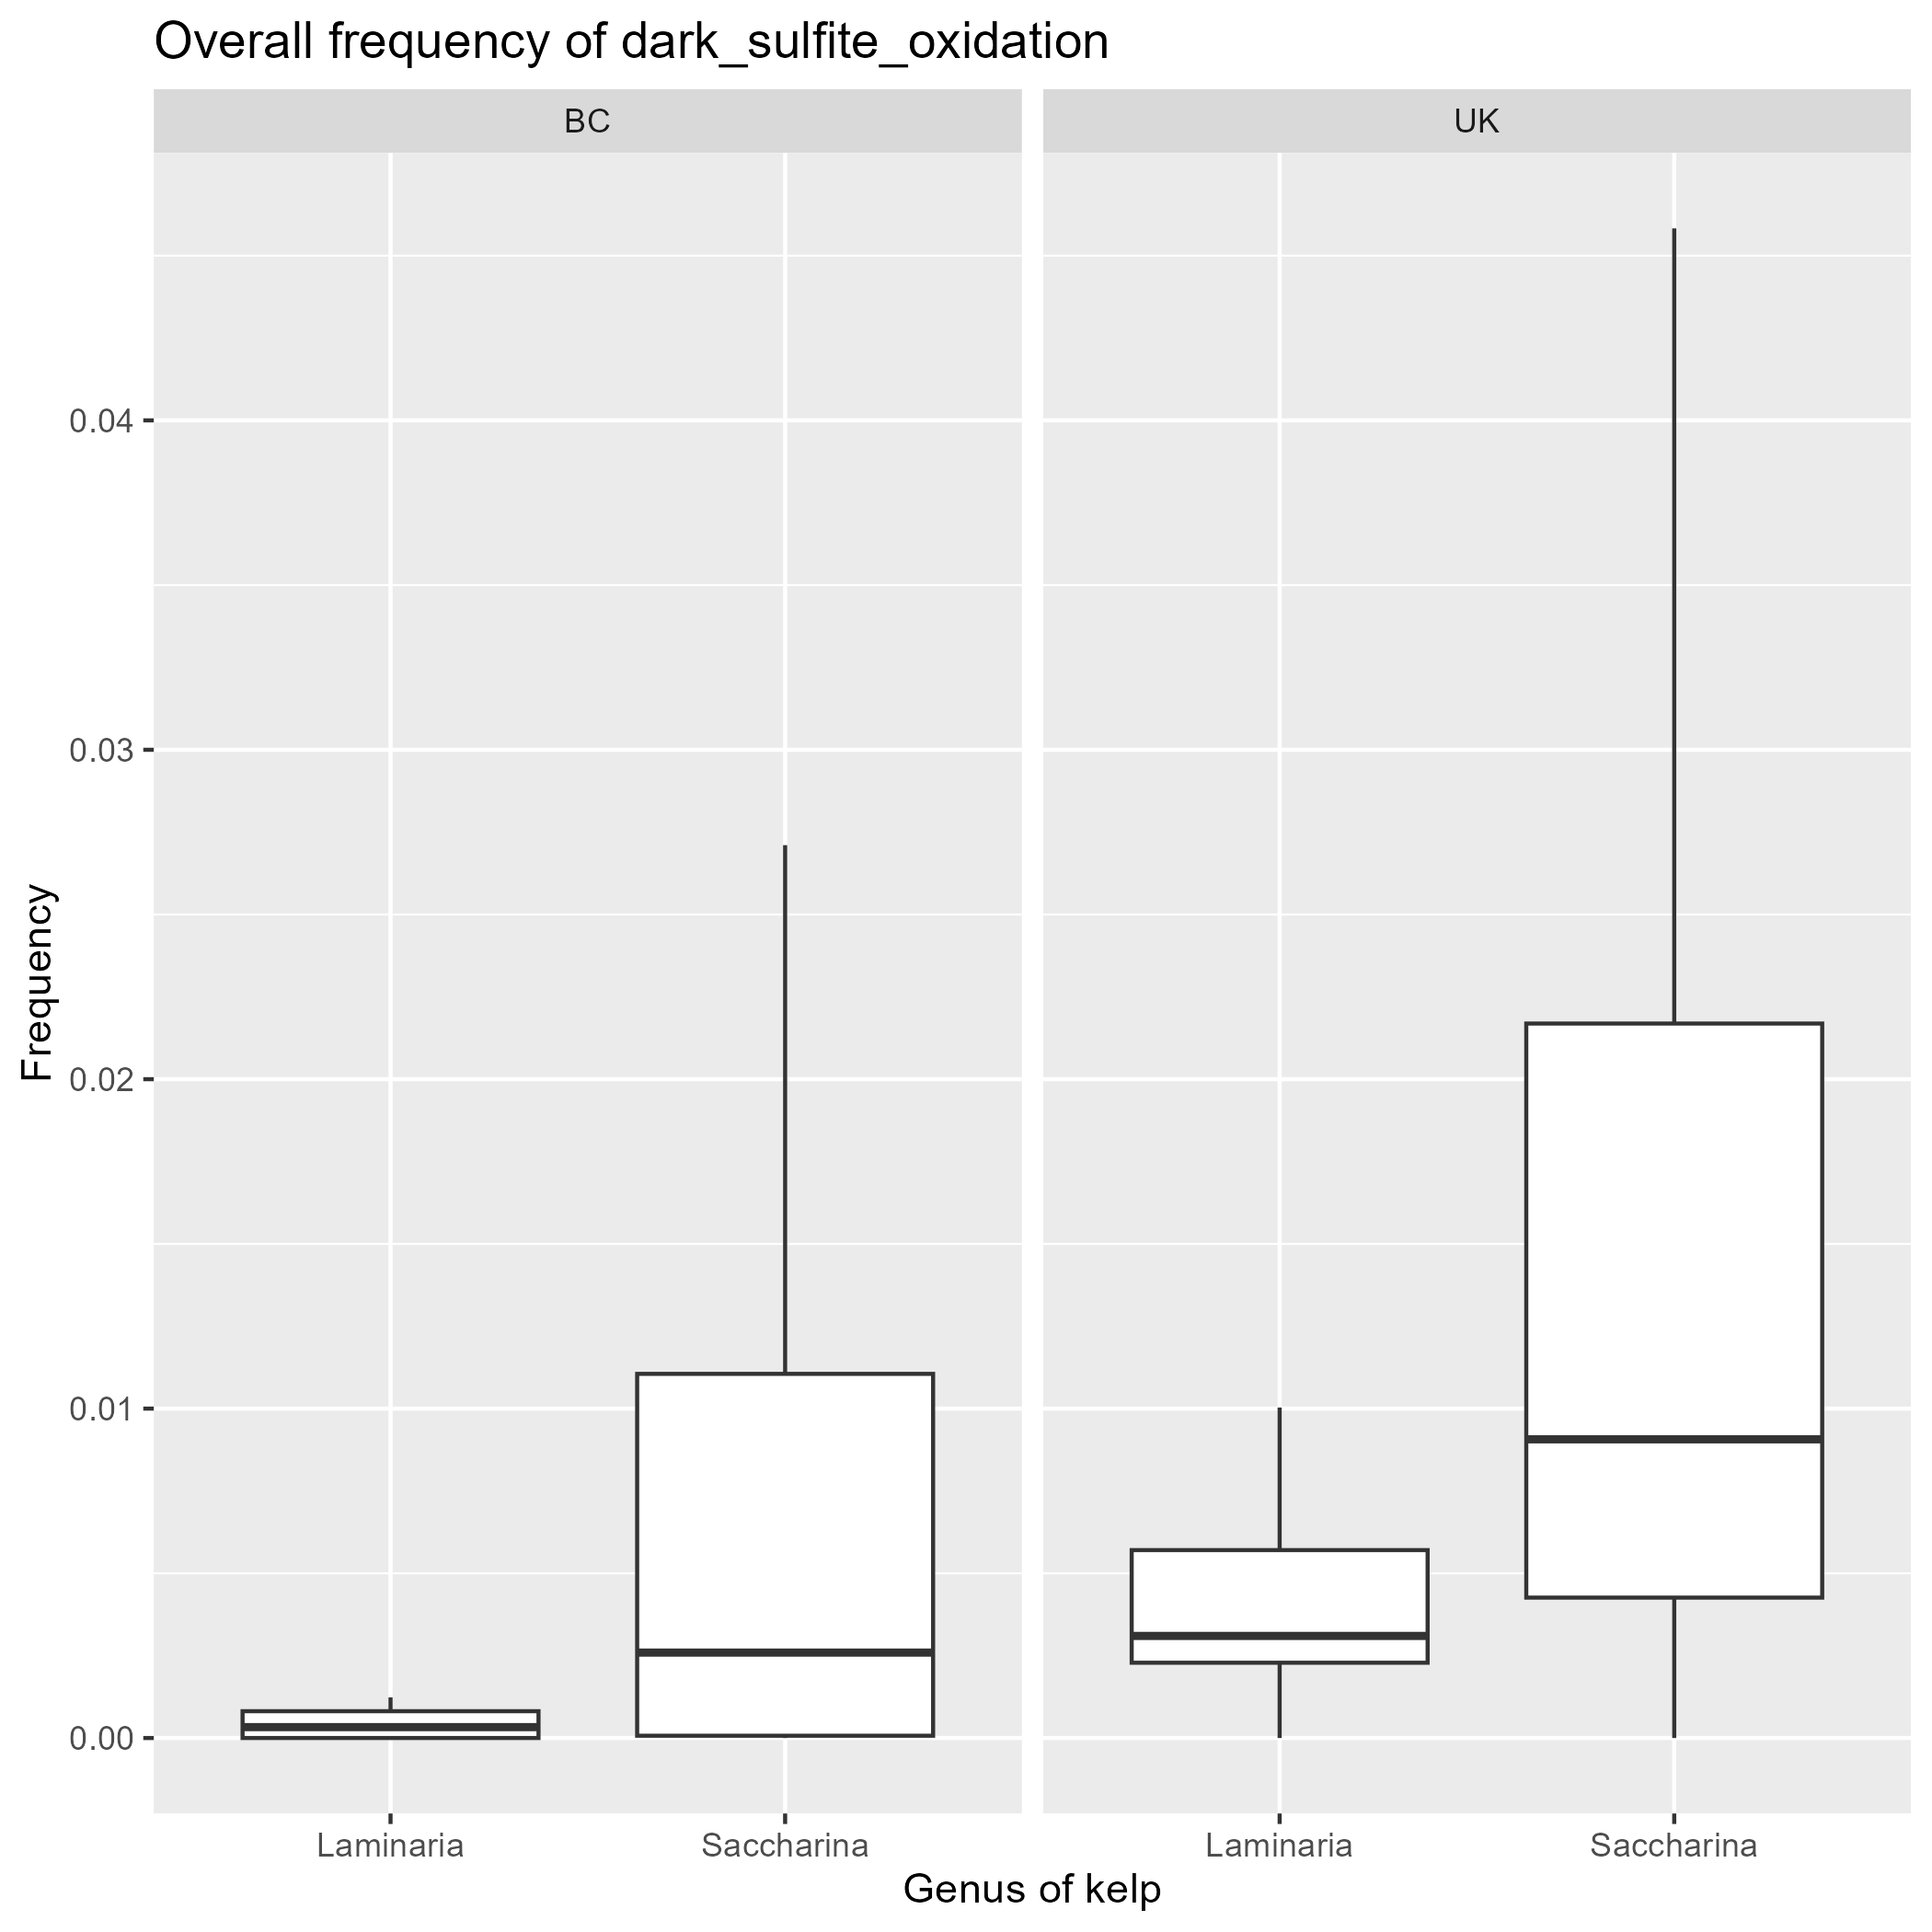 Overall frequency of dark_sulfite_oxidation
BC
UK
Frequency
0.04
0.03
0.02
0.01
0.00
Laminaria
Saccharina
Laminaria
Saccharina
Genus of kelp